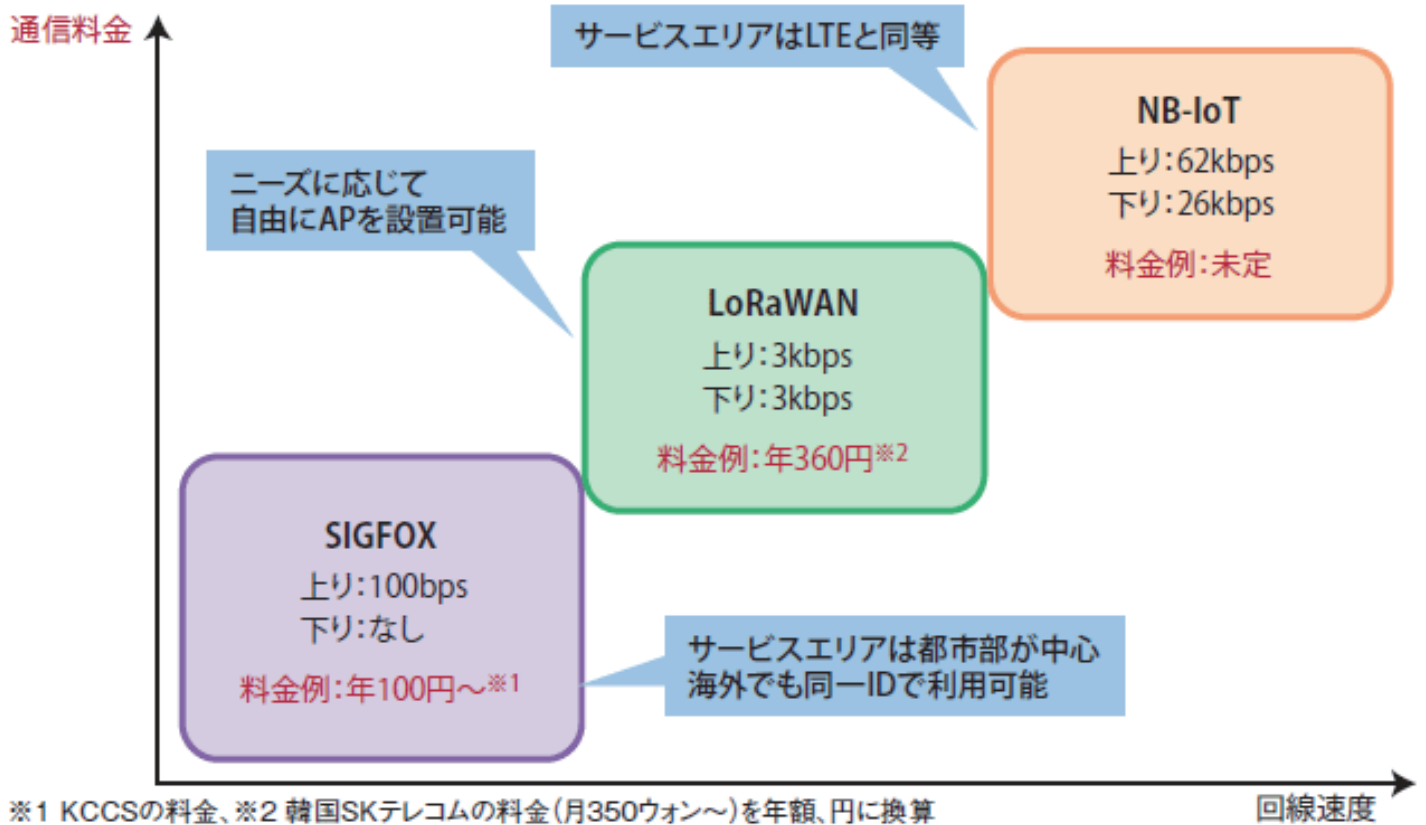 通信料金
サービスエリアはLTEと同等
NB-IoT
上り:62kbps
下り:26kbps
料金例:未定
ニーズに応じて
自由にAPを設置可能
LoRaWAN
上り:3kbps
下り:3kbps
料金例:年360円※2
SIGFOX
上り:100bps
下り:なし
料金例:年100円～※1
サービスエリアは都市部が中心
海外でも同一IDで利用可能
※1 KCCSの料金、※2 韓国SKテレコムの料金(月350ウォン～)を年額、円に換算
回線速度